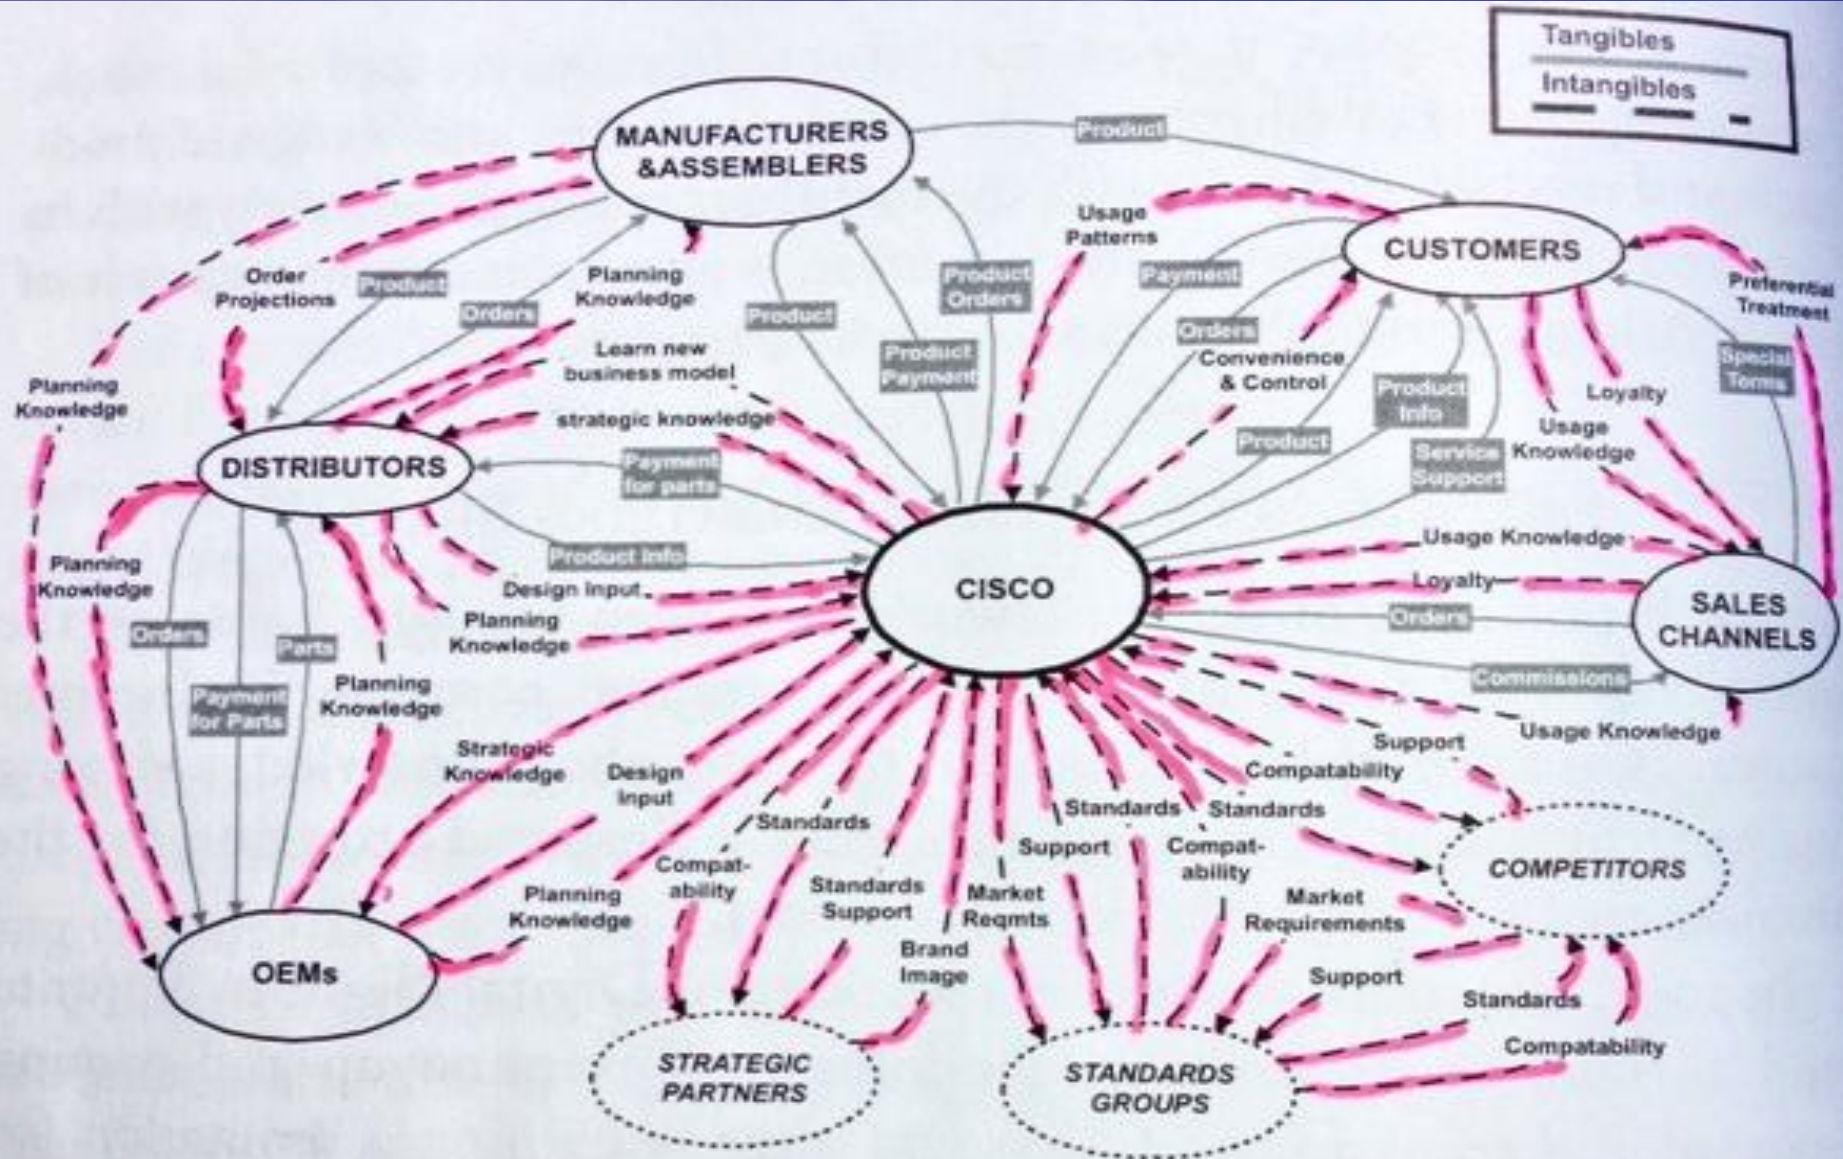 Tangibles
Intangibles
MANUFACTURERS
&ASSEMBLERS
Product
Usage
Patterns
CUSTOMERS
Preferential
Treatment
Order
Projections
Product
Orders
Planning
Knowledge
Product
Product
Orders
Payment
Orders
Product
Payment
Convenience
& Control
Special
Terms
Learn new
business model
Planning
Knowledge
Product
Info
Loyalty
strategic knowledge
Product
Usage
Knowledge
DISTRIBUTORS
Payment
for parts
Service
Support
Product Info
Usage Knowledge
Planning
Knowledge
Design Input
CISCO
Loyalty
Orders
SALES
CHANNELS
Planning
Knowledge
Orders
Parts
Commissions
Payment
for Parts
Planning
Knowledge
Usage Knowledge
Strategic
Knowledge
Design
Input
Support
Compatability
Standards
Standards
Standards
Support
Compat-
ability
Compat-
ability
COMPETITORS
Planning
Knowledge
Standards
Support
Market
Reqmts
Market
Requirements
Brand
Image
OEMs
Support
Standards
Compatability
STRATEGIC
PARTNERS
STANDARDS
GROUPS